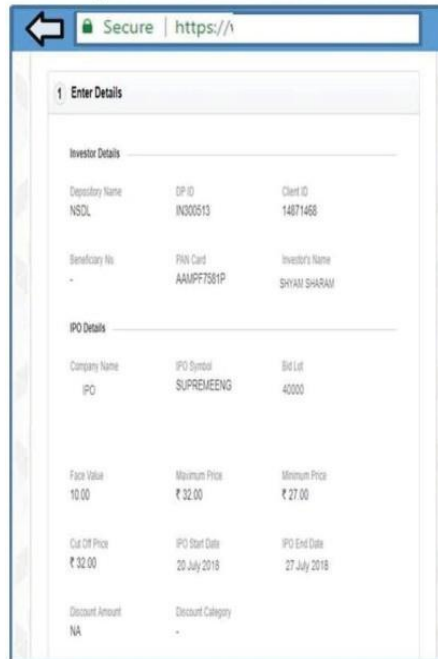 Secure | https://
1 Enter Details
Investor Details
Depository Name DP ID Client ID
NSDL IN300513 14871468
Beneficiary No. PAN Card Investor's Name
- AAMPF7581P SHYAM SHARAM
IPO Details
Company Name IPO Symbol Bid Lot
IPO SUPREMEENG 40000
Face Value Maximum Price Minimum Price
10.00 ₹ 32.00 ₹ 27.00
Cut Off Price IPO Start Date IPO End Date
₹ 32.00 20 July 2018 27 July 2018
Discount Amount Discount Category
NA -